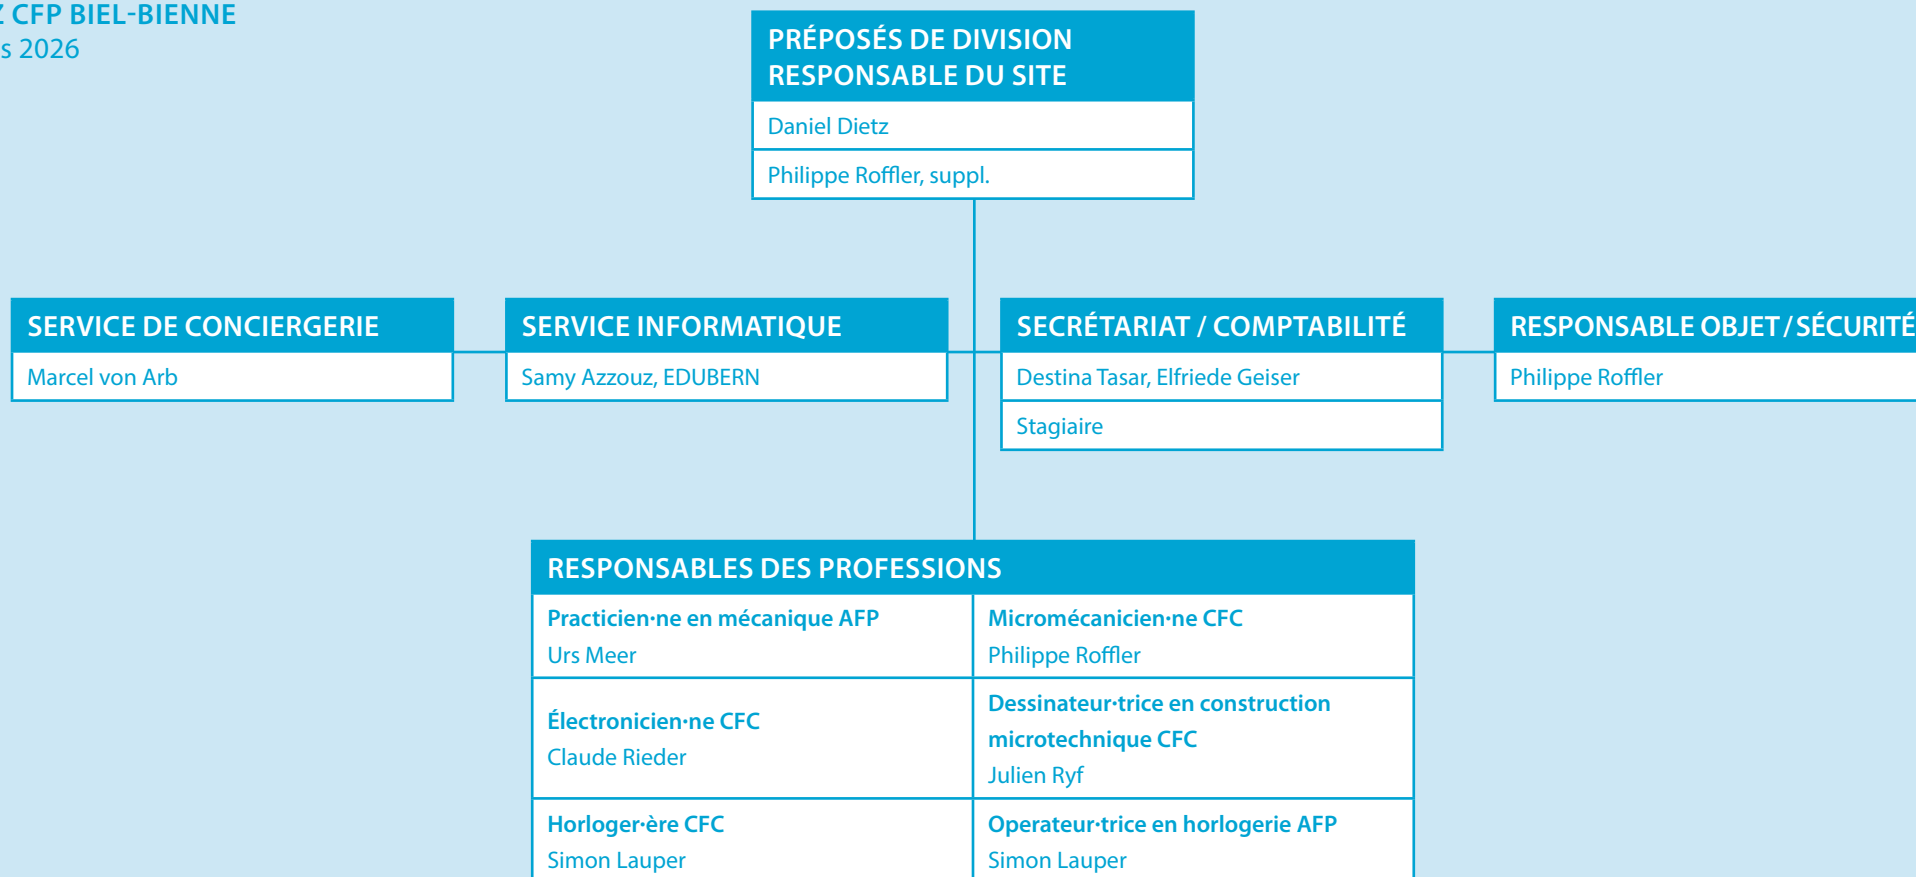 CFP BIEL-BIENNE
2026
PRÉPOSÉS DE DIVISION
RESPONSABLE DU SITE
Daniel Dietz
Philippe Roffler, suppl.
SERVICE DE CONCIERGERIE
Marcel von Arb
SERVICE INFORMATIQUE
Samy Azzouz, EDUBERN
SECRÉTARIAT / COMPTABILITÉ
Destina Tasar, Elfriede Geiser
Stagiaire
RESPONSABLE OBJET / SÉCURITÉ
Philippe Roffler
RESPONSABLES DES PROFESSIONS
Practicien·ne en mécanique AFP
Urs Meer
Micromécanicien·ne CFC
Philippe Roffler
Électronicien·ne CFC
Claude Rieder
Dessinateur·trice en construction
microtechnique CFC
Julien Ryf
Horloger·ère CFC
Simon Lauper
Operateur·trice en horlogerie AFP
Simon Lauper